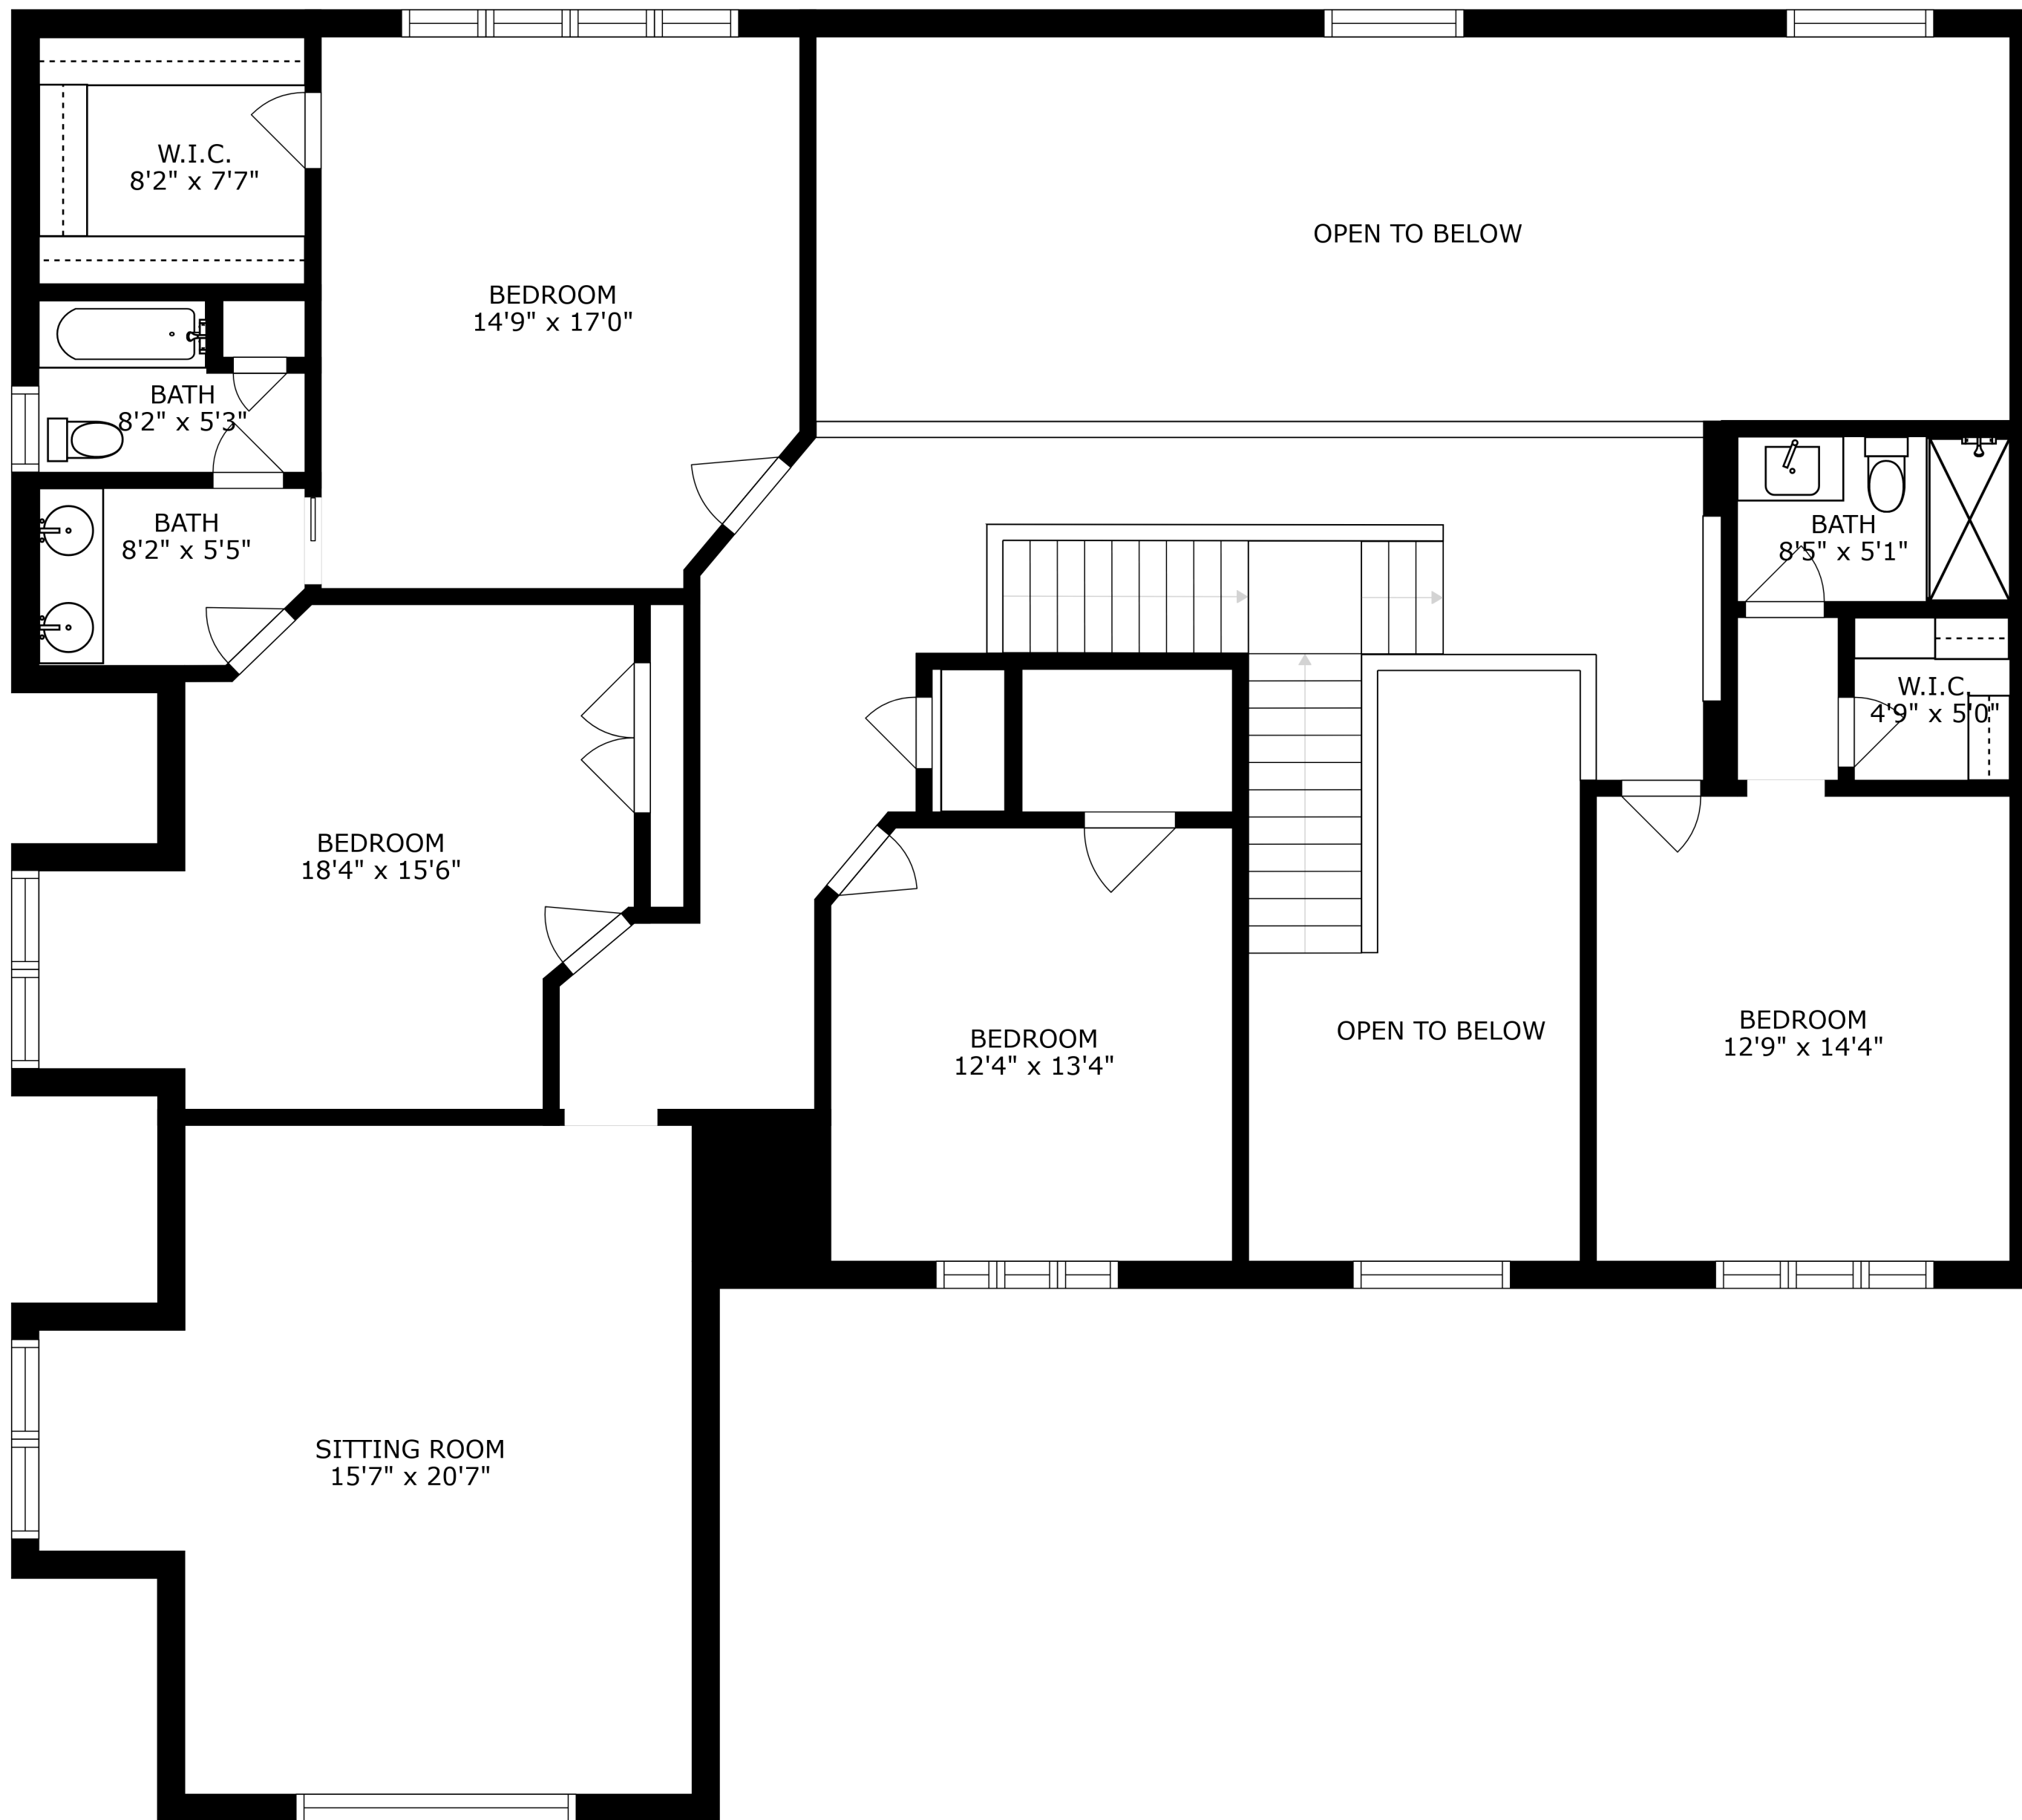 W.I.C.
8'2" x 7'7"
OPEN TO BELOW
BEDROOM
14'9" x 17'0"
BATH
8'2" x 5'3"
BATH
8'2" x 5'5"
BATH
8'5" x 5'1"
W.I.C.
4'9" x 5'0"
BEDROOM
18'4" x 15'6"
BEDROOM
12'4" x 13'4"
OPEN TO BELOW
BEDROOM
12'9" x 14'4"
SITTING ROOM
15'7" x 20'7"